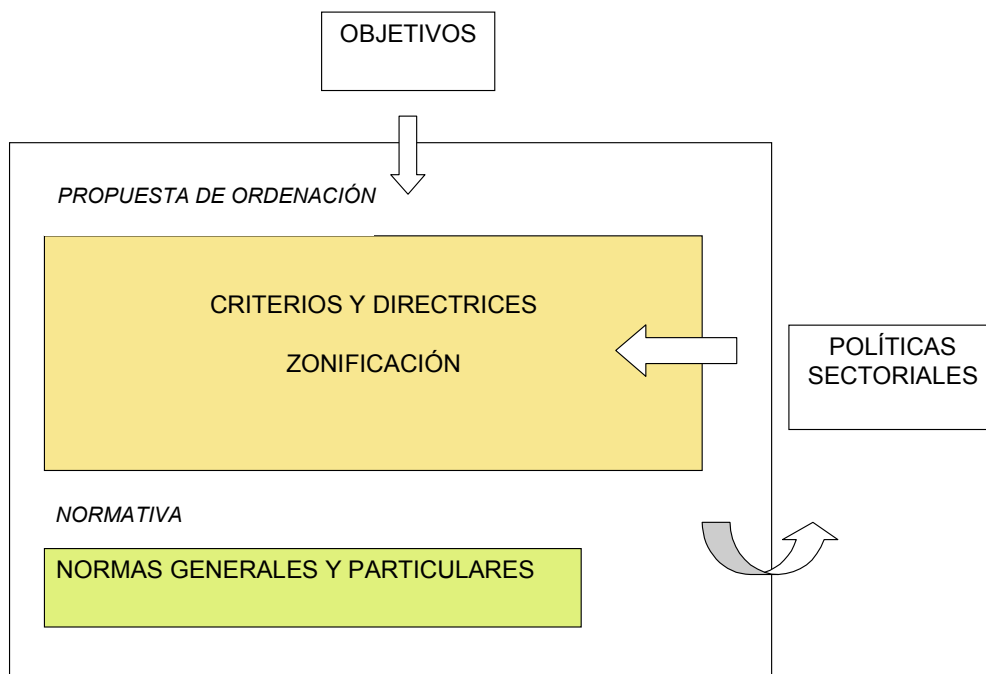 OBJETIVOS
PROPUESTA DE ORDENACIÓN
CRITERIOS Y DIRECTRICES
ZONIFICACIÓN
POLÍTICAS
SECTORIALES
NORMATIVA
NORMAS GENERALES Y PARTICULARES